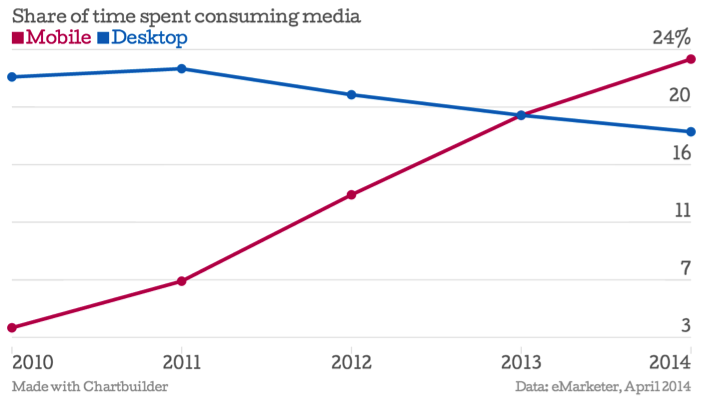 Share of time spent consuming media
Mobile Desktop
24%
20
16
11
7
3
2010 2011 2012 2013 2014
Made with Chartbuilder Data: eMarketer, April 2014